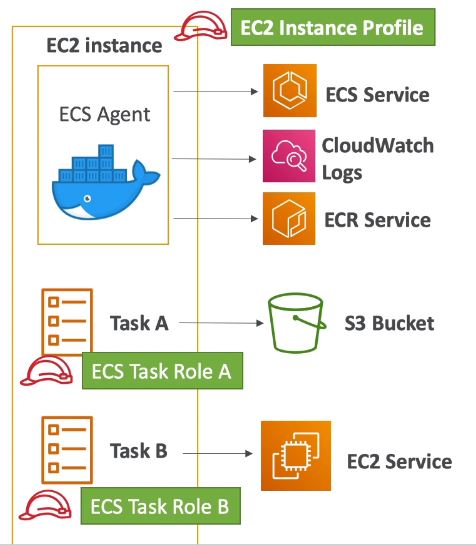 EC2 Instance Profile
EC2 instance
ECS Agent
ECS Service
CloudWatch
Logs
ECR Service
Task A
S3 Bucket
ECS Task Role A
Task B
EC2 Service
ECS Task Role B